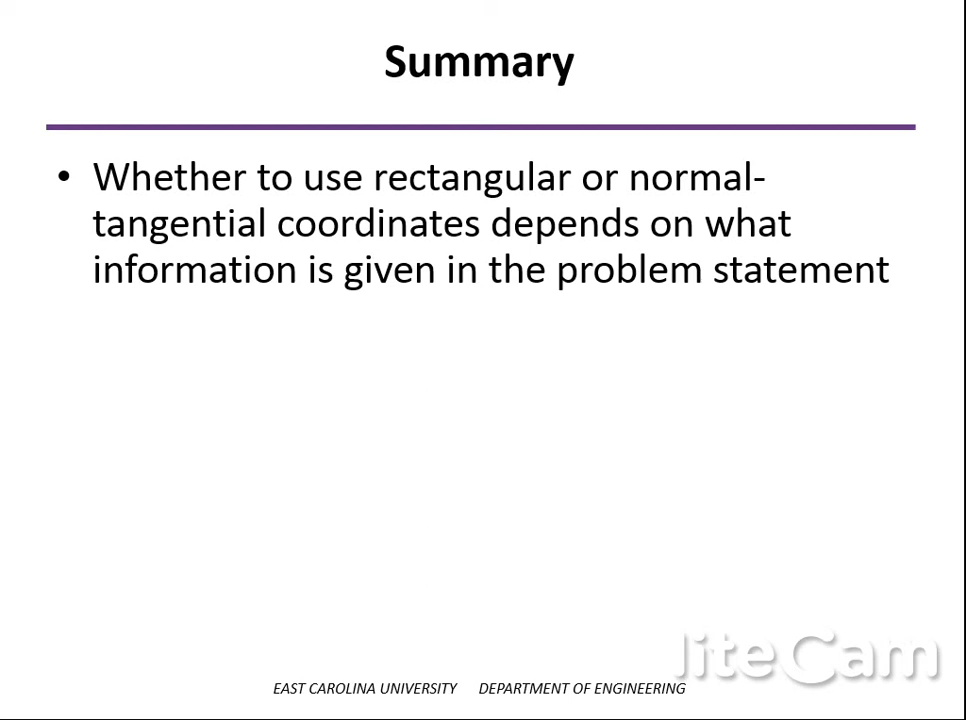 Summary
• Whether to use rectangular or normal-
tangential coordinates depends on what
information is given in the problem statement
liteCam
EAST CAROLINA UNIVERSITY DEPARTMENT OF ENGINEERING